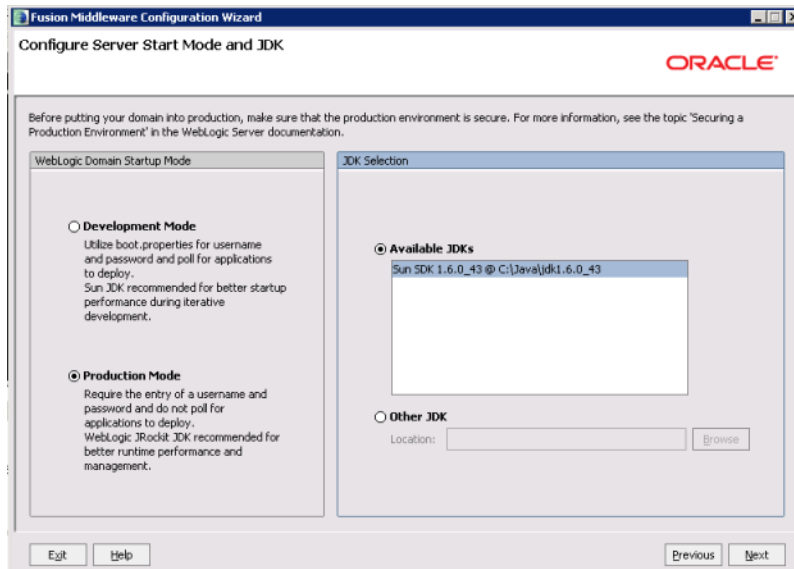 Fusion Middleware Configuration Wizard
Configure Server Start Mode and JDK
ORACLE
Before putting your domain into production, make sure that the production environment is secure. For more information, see the topic 'Securing a
Production Environment' in the WebLogic Server documentation.
WebLogic Domain Startup Mode
Development Mode
Utilize boot.properties for username
and password and poll for applications
to deploy.
Sun JDK recommended for better startup
performance during iterative
development.
Production Mode
Require the entry of a username and
password and do not poll for
applications to deploy.
WebLogic JRockit JDK recommended for
better runtime performance and
management.
JDK Selection
Available JDKs
Sun SDK 1.6.0_43 @ C:\Java\jdk1.6.0_43
Other JDK
Location:
Browse
Exit
Help
Previous
Next